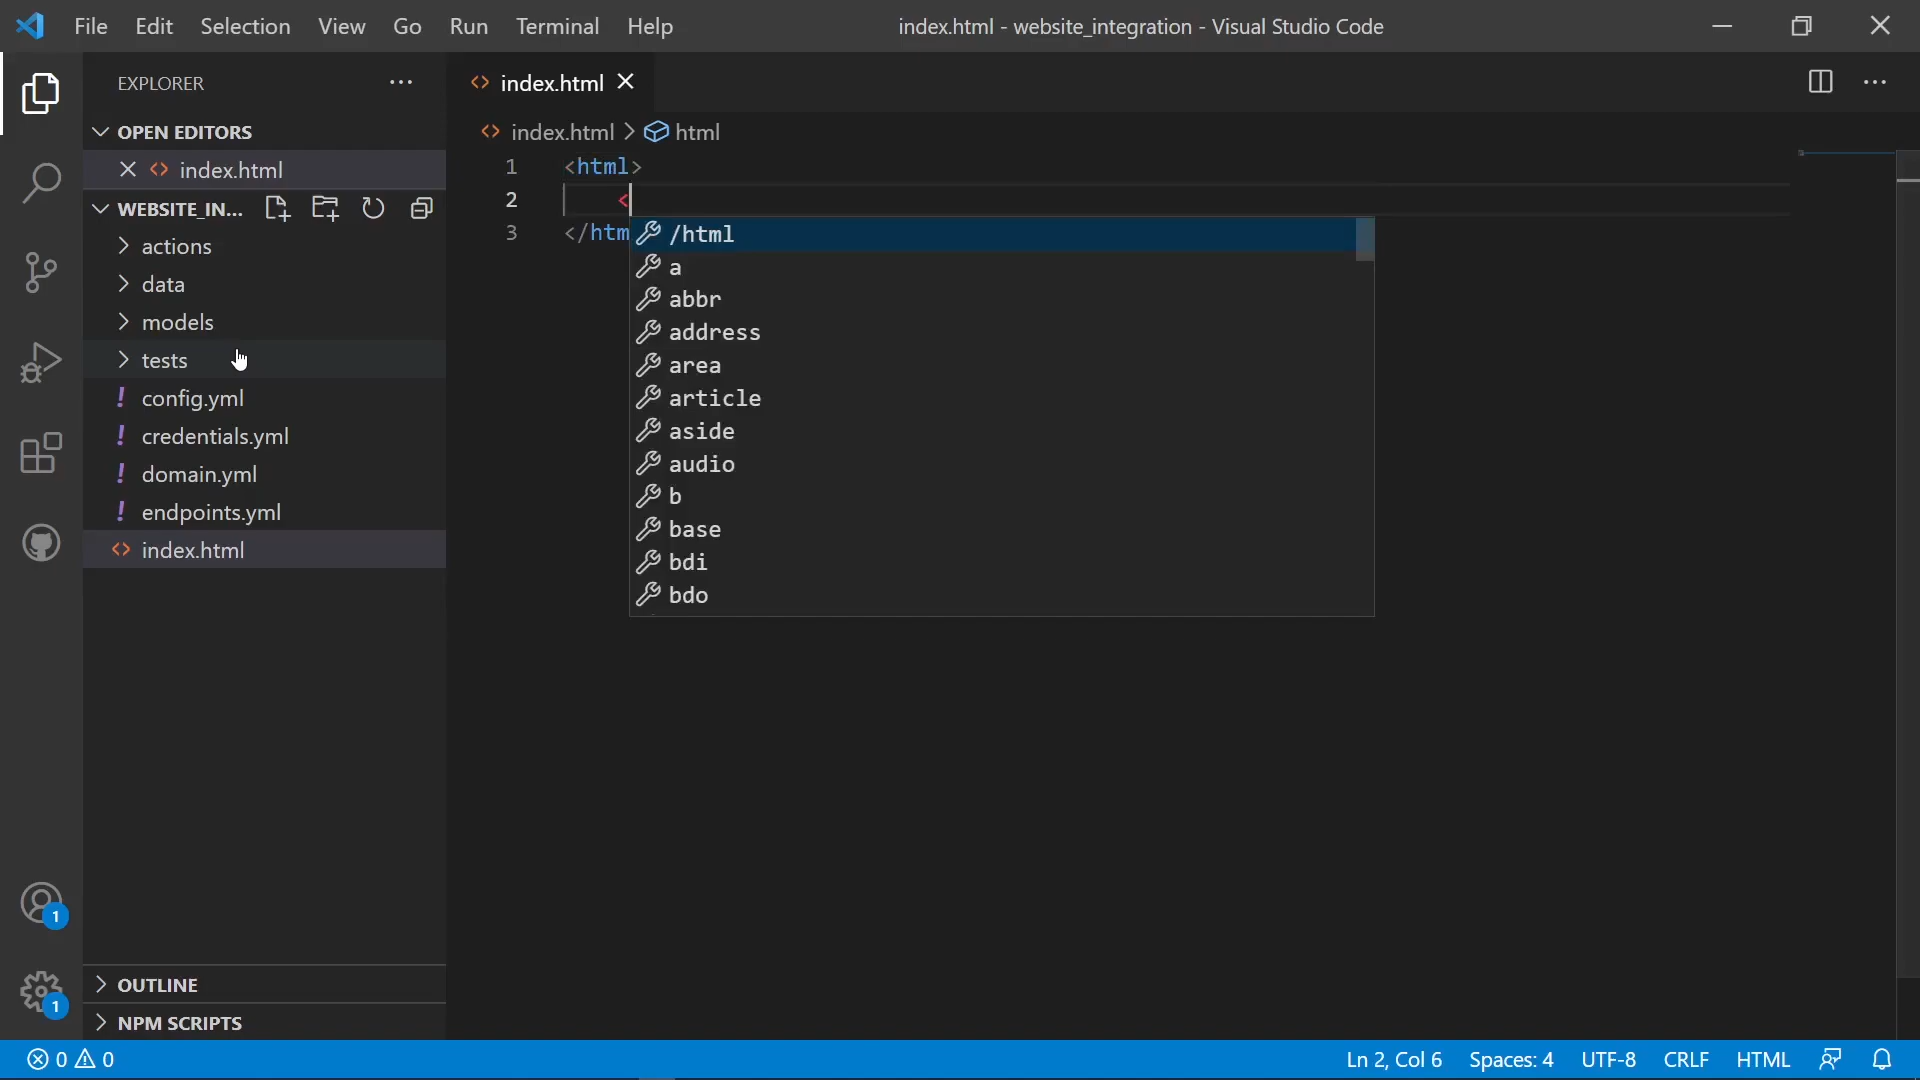 File Edit Selection View Go Run Terminal Help index.html - website_integration - Visual Studio Code
EXPLORER
OPEN EDITORS
index.html
WEBSITE_IN...
actions
data
models
tests
config.yml
credentials.yml
domain.yml
endpoints.yml
index.html
OUTLINE
NPM SCRIPTS
1
1
index.html
index.html > html
1 <html>
2 <
3 </htm
/html
a
abbr
address
area
article
aside
audio
b
base
bdi
bdo
0 0 Ln 2, Col 6 Spaces: 4 UTF-8 CRLF HTML